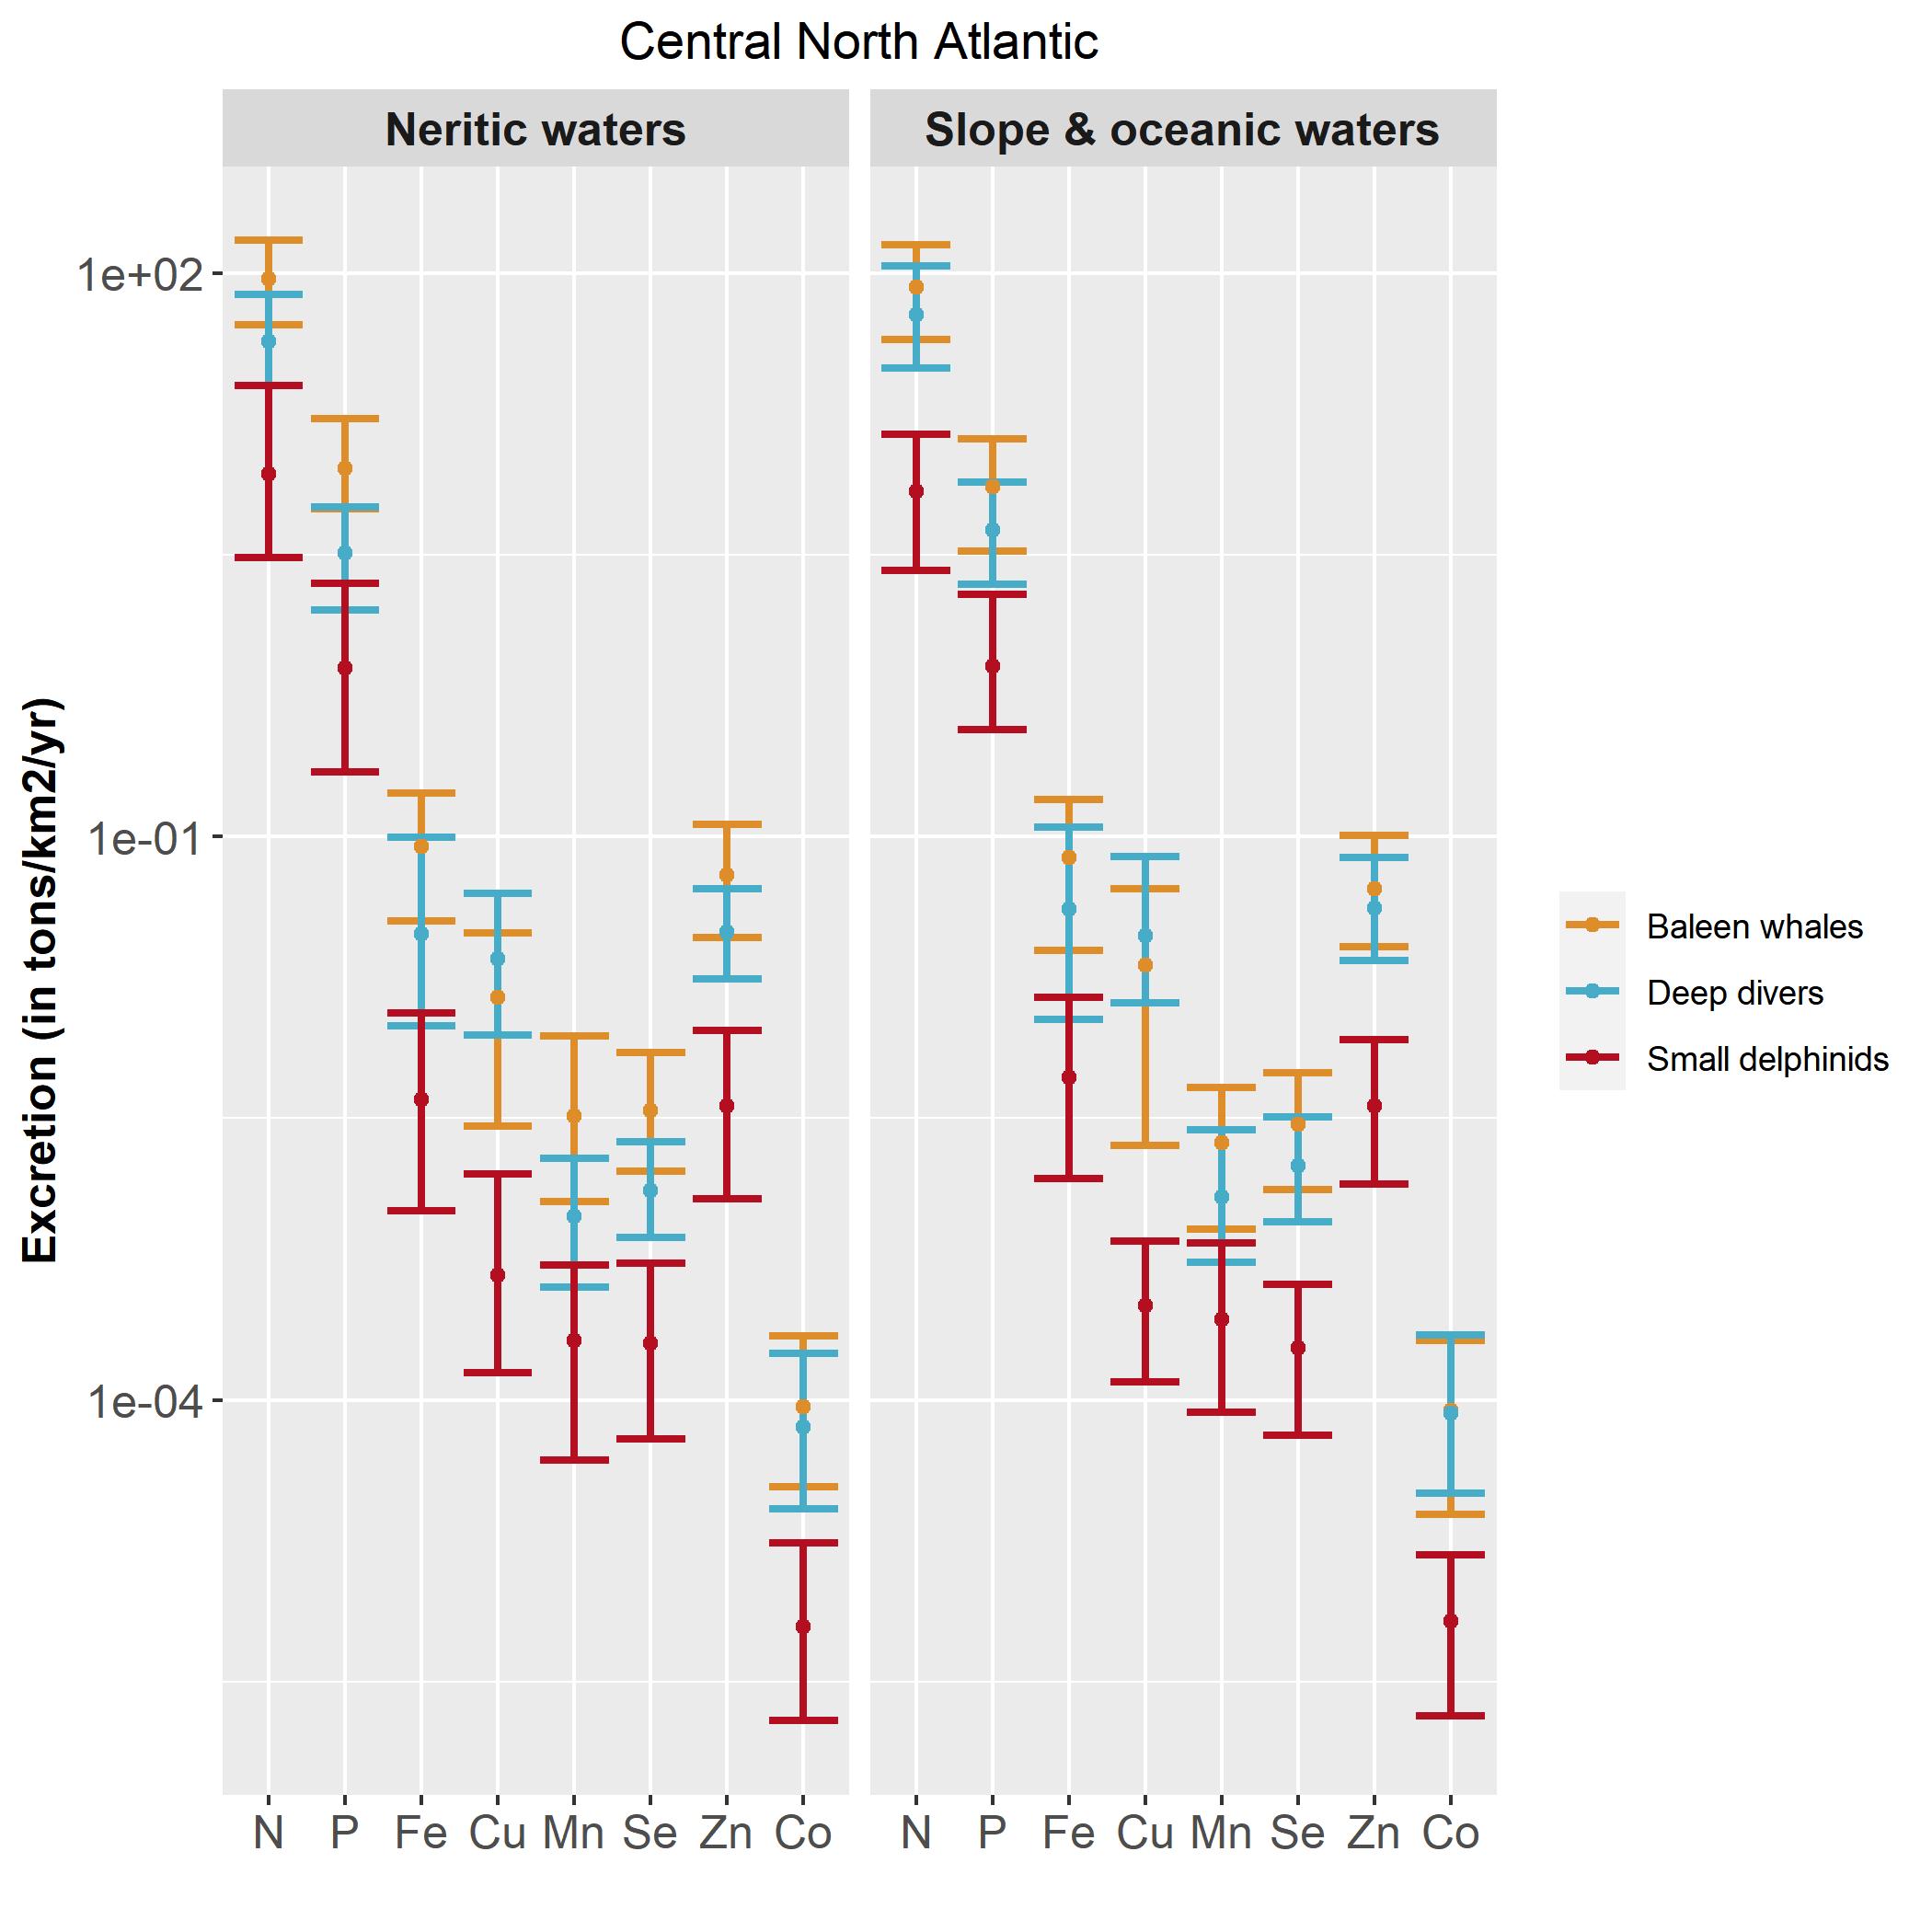 Central North Atlantic
Neritic waters
Slope & oceanic waters
Excretion (in tons/km2/yr)
1e+02
1e-01
1e-04
N P Fe Cu Mn Se Zn Co
N P Fe Cu Mn Se Zn Co
Baleen whales
Deep divers
Small delphinids